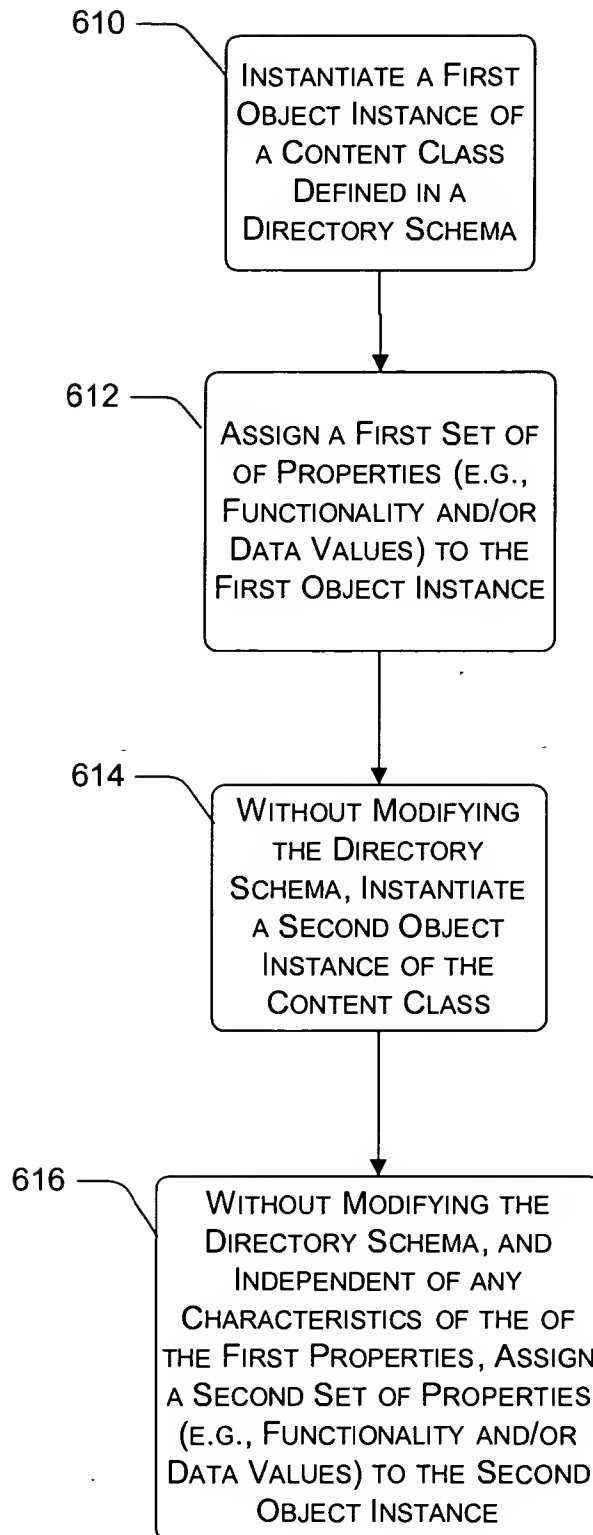 610
INSTANTIATE A FIRST
OBJECT INSTANCE OF
A CONTENT CLASS
DEFINED IN A
DIRECTORY SCHEMA
612
ASSIGN A FIRST SET OF
OF PROPERTIES (E.G.,
FUNCTIONALITY AND/OR
DATA VALUES) TO THE
FIRST OBJECT INSTANCE
614
WITHOUT MODIFYING
THE DIRECTORY
SCHEMA, INSTANTIATE
A SECOND OBJECT
INSTANCE OF THE
CONTENT CLASS
616
WITHOUT MODIFYING THE
DIRECTORY SCHEMA, AND
INDEPENDENT OF ANY
CHARACTERISTICS OF THE OF
THE FIRST PROPERTIES, ASSIGN
A SECOND SET OF PROPERTIES
(E.G., FUNCTIONALITY AND/OR
DATA VALUES) TO THE SECOND
OBJECT INSTANCE